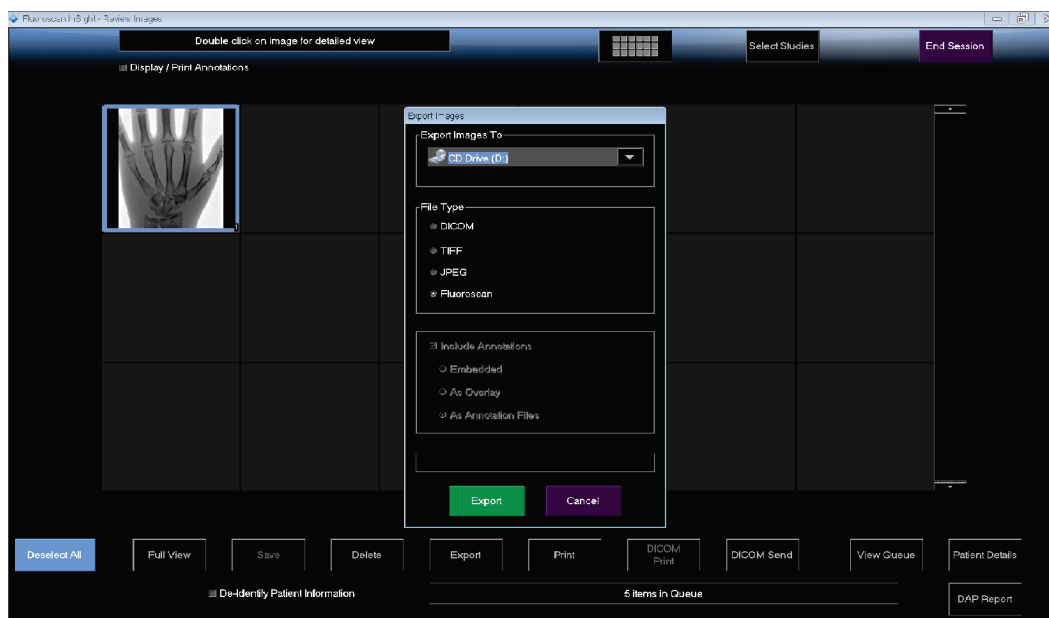 Fluoroscan InSight - Review Images
Double click on image for detailed view
Select Studies
End Session
Display / Print Annotations
1
Export Images
Export Images To
CD Drive (D:)
File Type
DICOM
TIFF
JPEG
Fluoroscan
Include Annotations
Embedded
As Overlay
As Annotation Files
Export
Cancel
Deselect All
Full View
Save
Delete
Export
Print
DICOM
Print
DICOM Send
View Queue
Patient Details
De-Identify Patient Information
5 items in Queue
DAP Report